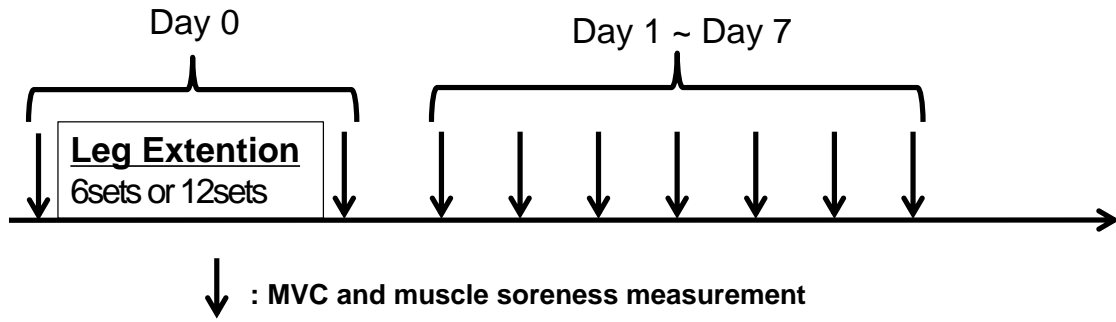 Day 0
Day 1 ~ Day 7
Leg Extention
6sets or 12sets
: MVC and muscle soreness measurement